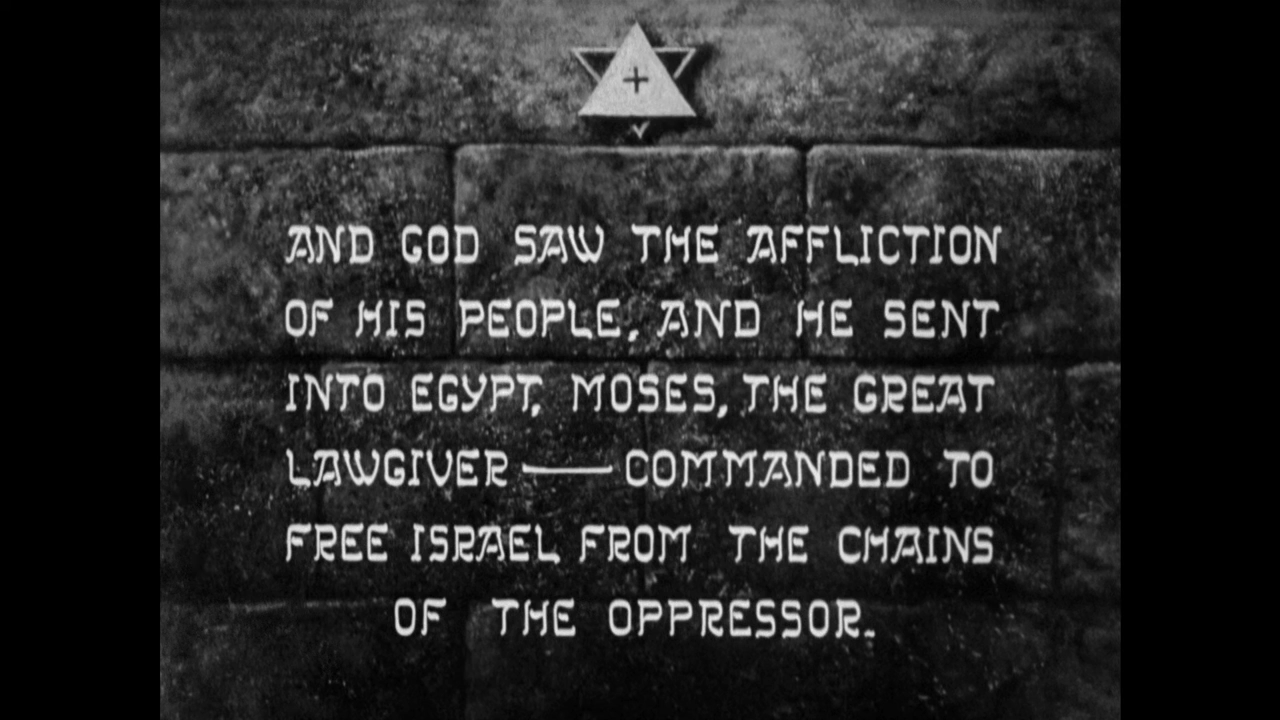 AND GOD SAW THE AFFLICTION
OF HIS PEOPLE, AND HE SENT
INTO EGYPT, MOSES, THE GREAT
LAWGIVER — COMMANDED TO
FREE ISRAEL FROM THE CHAINS
OF THE OPPRESSOR.